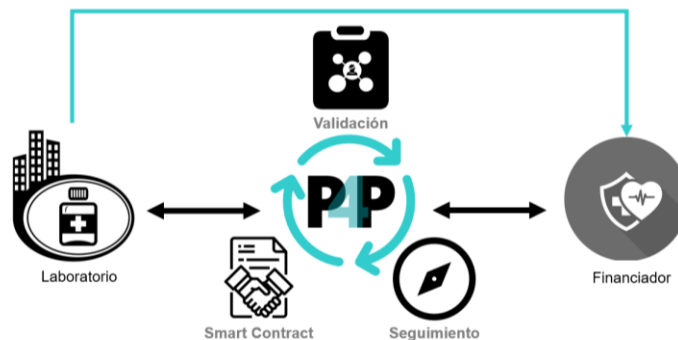 Validación
P4P
Laboratorio
Financiador
Smart Contract
Seguimiento